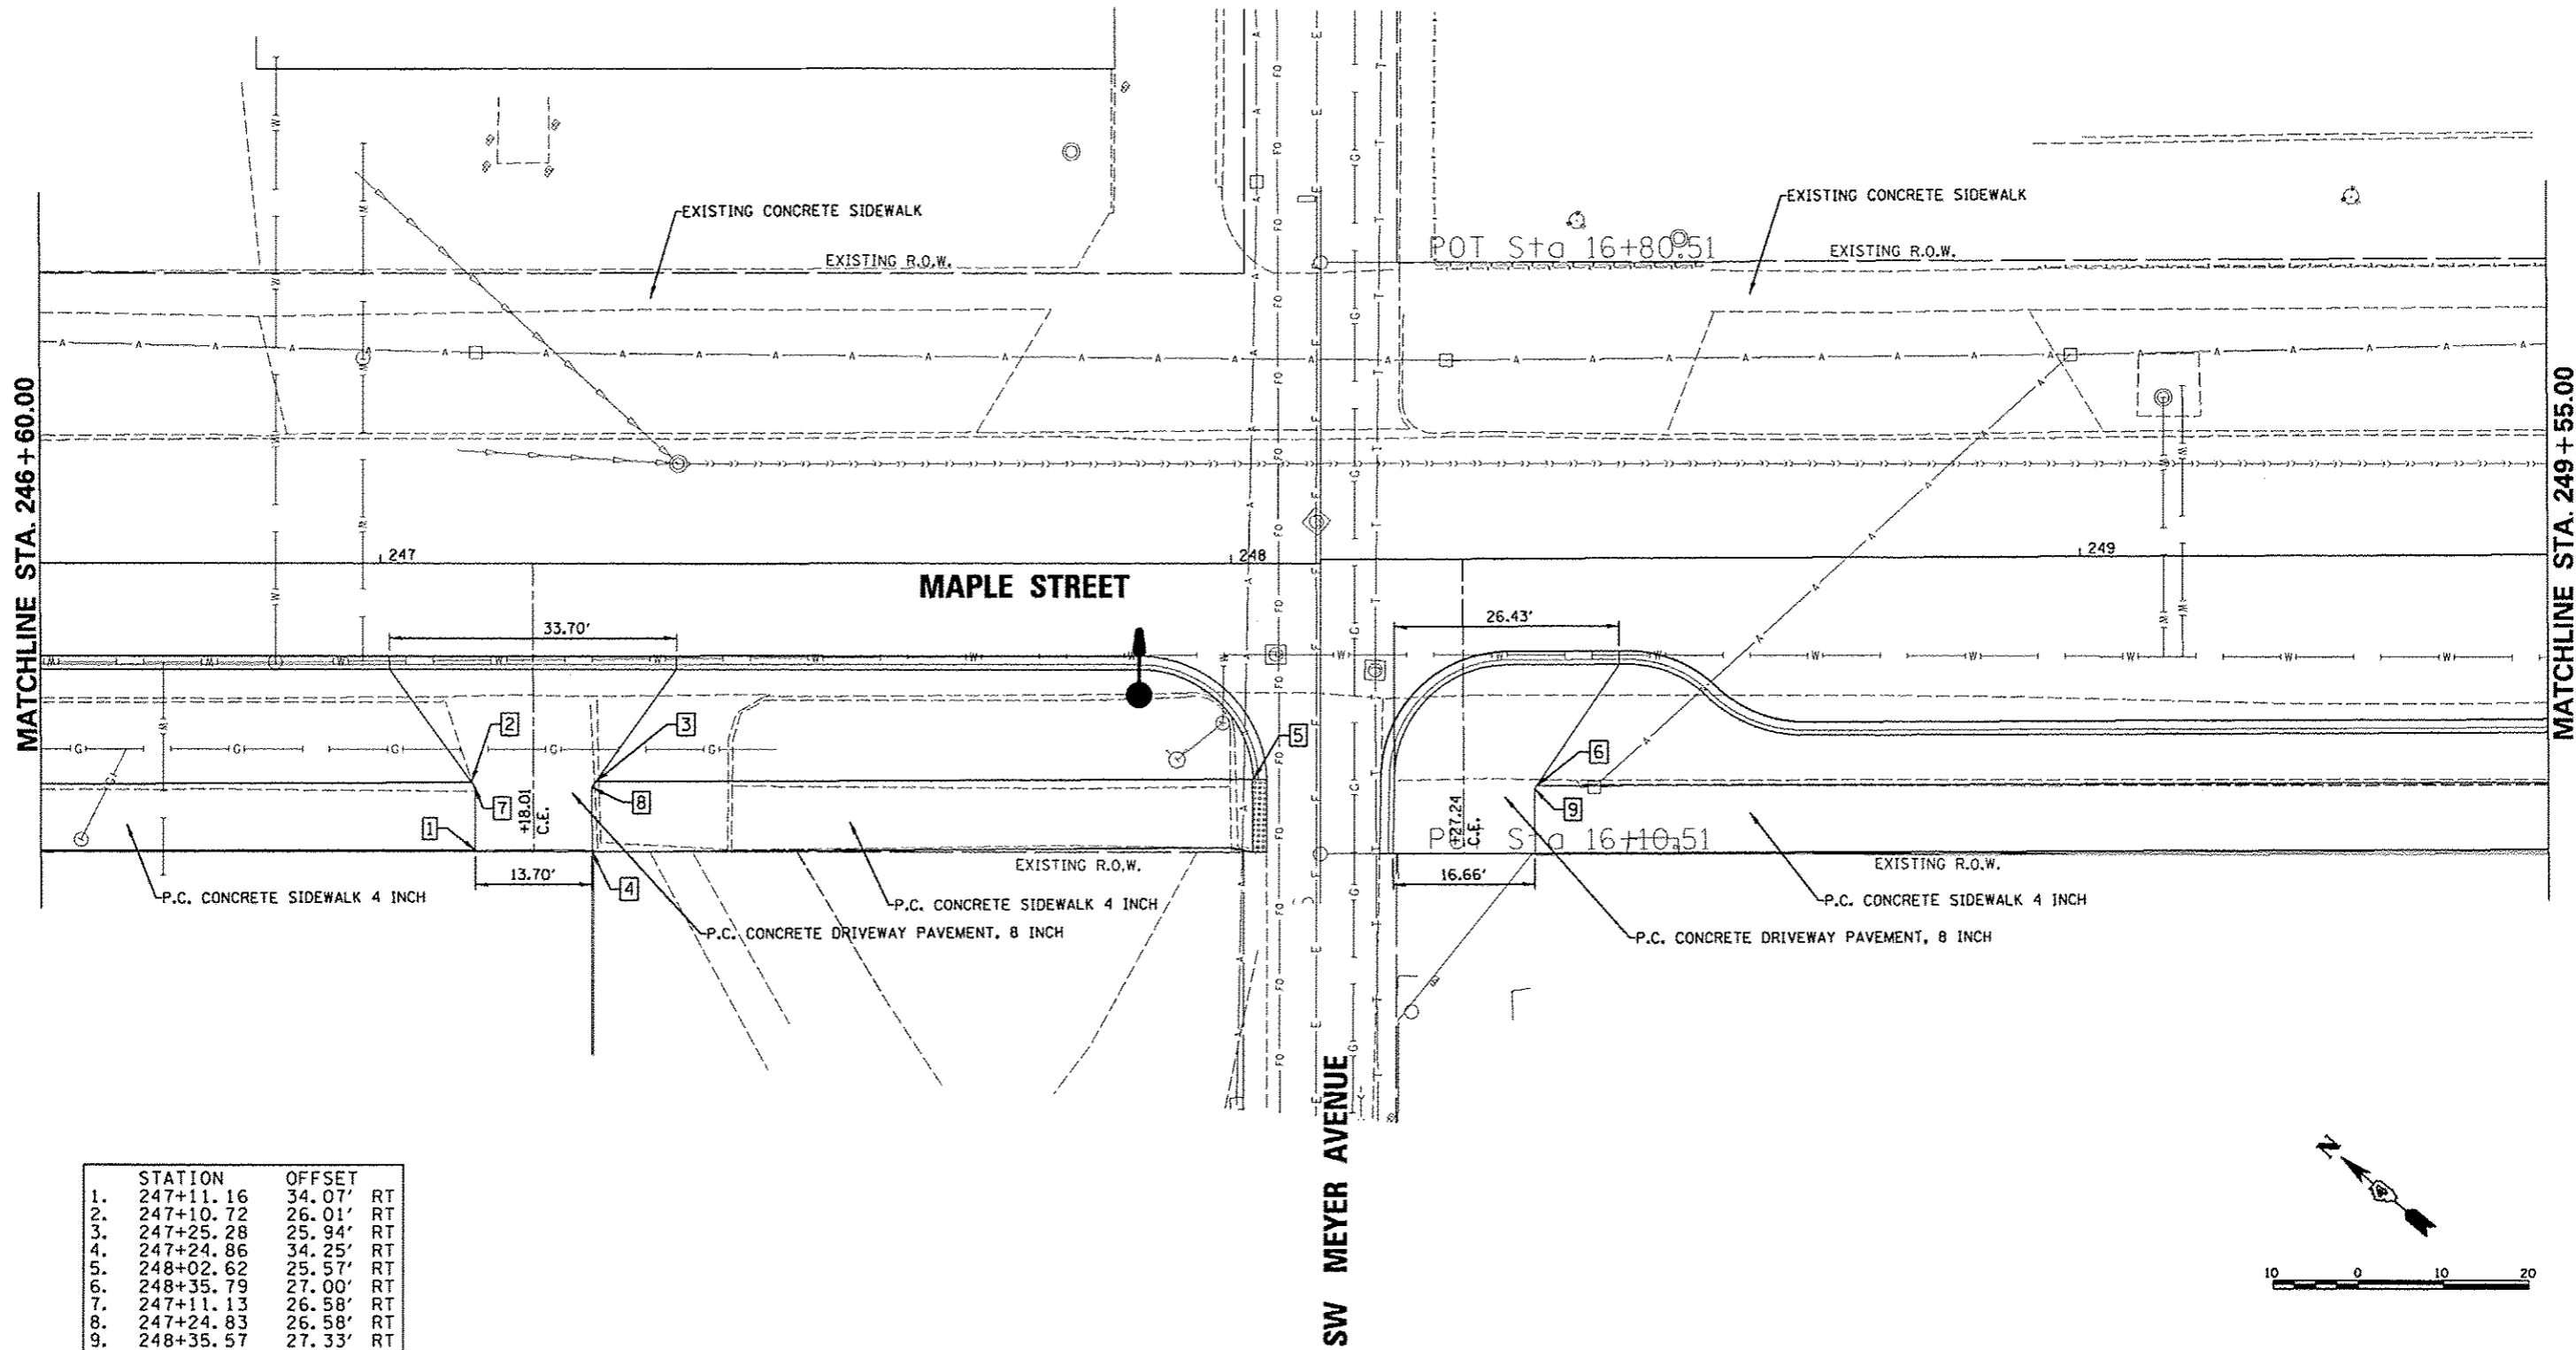 EXISTING CONCRETE SIDEWALK
EXISTING CONCRETE SIDEWALK
EXISTING R.O.W.
POT Sta 16+80.51
EXISTING R.O.W.
MATCHLINE STA. 246+60.00
MATCHLINE STA. 249+55.00
247
248
249
MAPLE STREET
33.70'
26.43'
2
3
5
6
7
8
9
1
+18.01
C.E.
+27.24
C.E.
Sta 16+10.51
EXISTING R.O.W.
EXISTING R.O.W.
13.70'
4
16.66'
P.C. CONCRETE SIDEWALK 4 INCH
P.C. CONCRETE SIDEWALK 4 INCH
P.C. CONCRETE SIDEWALK 4 INCH
P.C. CONCRETE DRIVEWAY PAVEMENT, 8 INCH
P.C. CONCRETE DRIVEWAY PAVEMENT, 8 INCH
SW MEYER AVENUE
STATION OFFSET
1. 247+11.16 34.07' RT
2. 247+10.72 26.01' RT
3. 247+25.28 25.94' RT
4. 247+24.86 34.25' RT
5. 248+02.62 25.57' RT
6. 248+35.79 27.00' RT
7. 247+11.13 26.58' RT
8. 247+24.83 26.58' RT
9. 248+35.57 27.33' RT
N
10 0 10 20